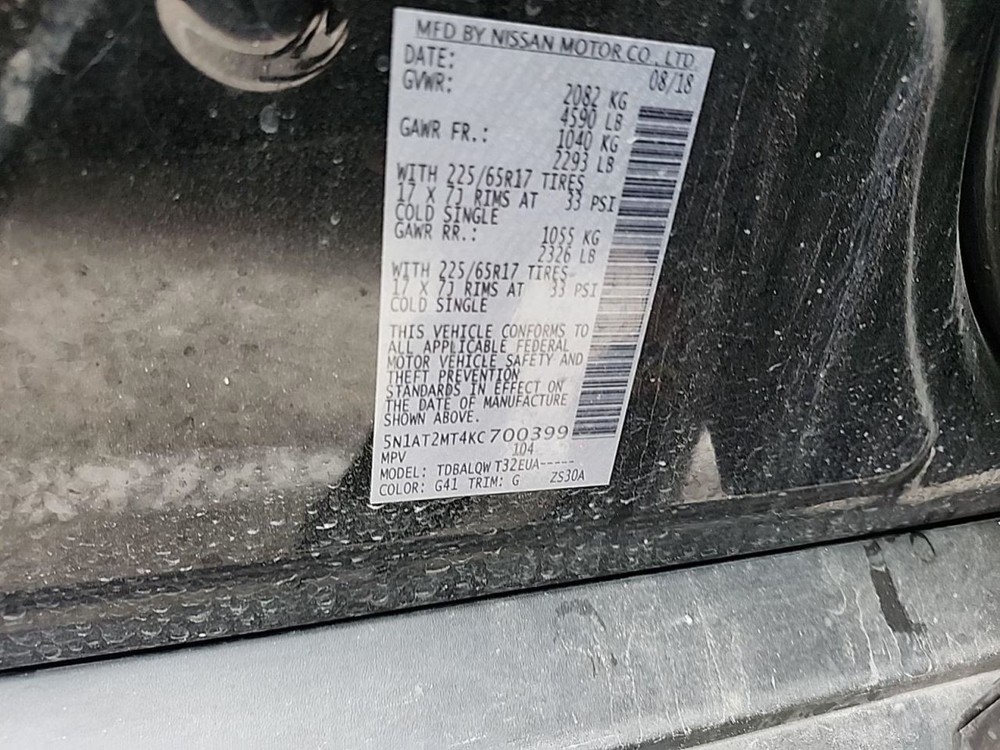 MFD BY NISSAN MOTOR CO., LTD.
DATE: 08/18
GVWR: 2082 KG
4590 LB
GAWR FR.: 1040 KG
2293 LB
WITH 225/65R17 TIRES
17 X 7J RIMS AT 33 PSI
COLD SINGLE
GAWR RR.: 1055 KG
2326 LB
WITH 225/65R17 TIRES
17 X 7J RIMS AT 33 PSI
COLD SINGLE
THIS VEHICLE CONFORMS TO
ALL APPLICABLE FEDERAL
MOTOR VEHICLE SAFETY AND
THEFT PREVENTION
STANDARDS IN EFFECT ON
THE DATE OF MANUFACTURE
SHOWN ABOVE.
5N1AT2MT4KC700399
MPV 104
MODEL: TDBALQW T32EUA-----
COLOR: G41 TRIM: G ZS30A